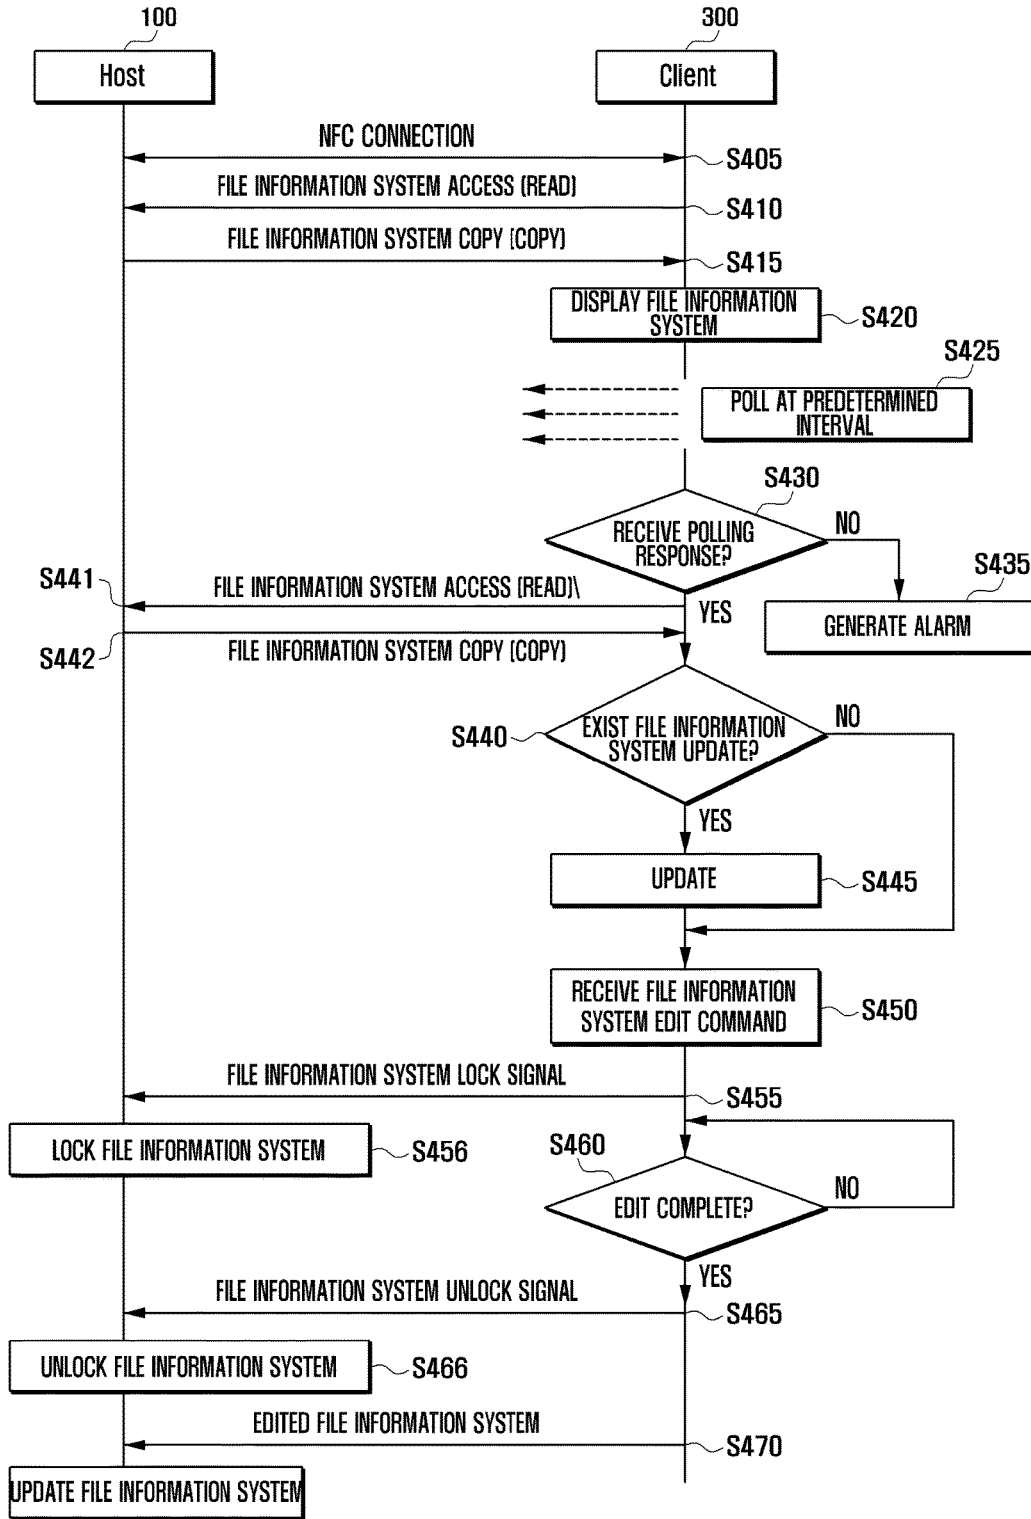 100
300
Host
Client
NFC CONNECTION
S405
FILE INFORMATION SYSTEM ACCESS (READ)
S410
FILE INFORMATION SYSTEM COPY (COPY)
S415
DISPLAY FILE INFORMATION
SYSTEM
S420
S425
POLL AT PREDETERMINED
INTERVAL
S430
RECEIVE POLLING
RESPONSE?
NO
S435
GENERATE ALARM
S441
FILE INFORMATION SYSTEM ACCESS (READ)\
YES
S442
FILE INFORMATION SYSTEM COPY (COPY)
S440
EXIST FILE INFORMATION
SYSTEM UPDATE?
NO
YES
UPDATE
S445
RECEIVE FILE INFORMATION
SYSTEM EDIT COMMAND
S450
FILE INFORMATION SYSTEM LOCK SIGNAL
S455
LOCK FILE INFORMATION SYSTEM
S456
S460
EDIT COMPLETE?
NO
YES
FILE INFORMATION SYSTEM UNLOCK SIGNAL
S465
UNLOCK FILE INFORMATION SYSTEM
S466
EDITED FILE INFORMATION SYSTEM
S470
UPDATE FILE INFORMATION SYSTEM